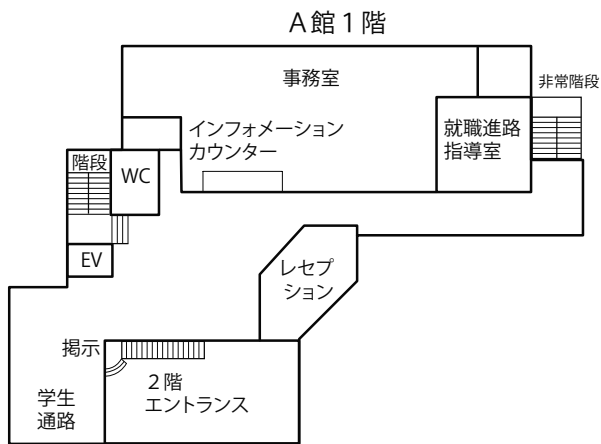 A館1階
事務室
非常階段
インフォメーション
カウンター
就職進路
指導室
階段
WC
EV
レセプ
ション
掲示
2階
エントランス
学生
通路